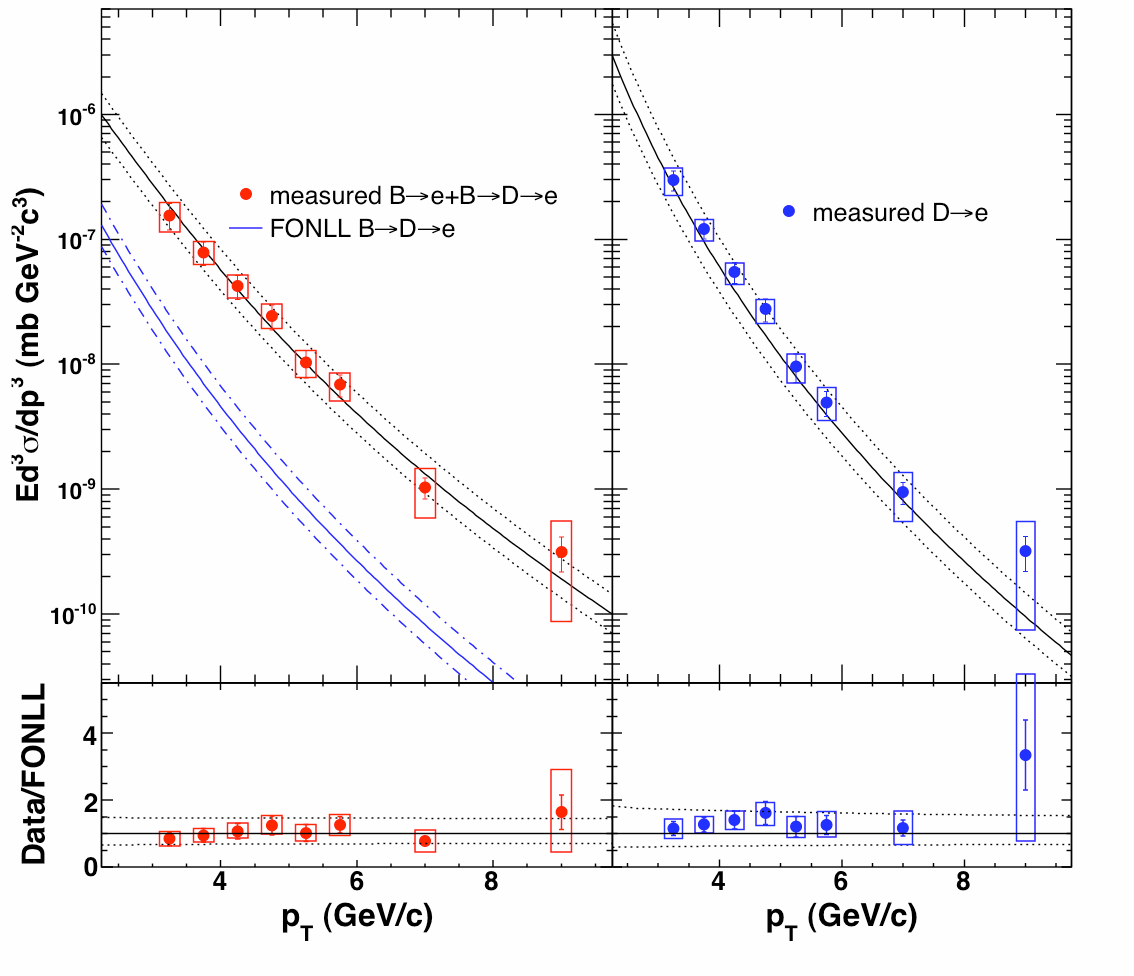 Ed³σ/dp³ (mb GeV⁻²c³)
10⁻⁶
10⁻⁷
10⁻⁸
10⁻⁹
10⁻¹⁰
measured B→e+B→D→e
FONLL B→D→e
measured D→e
Data/FONLL
4
2
0
4 6 8
4 6 8
p_T (GeV/c)
p_T (GeV/c)